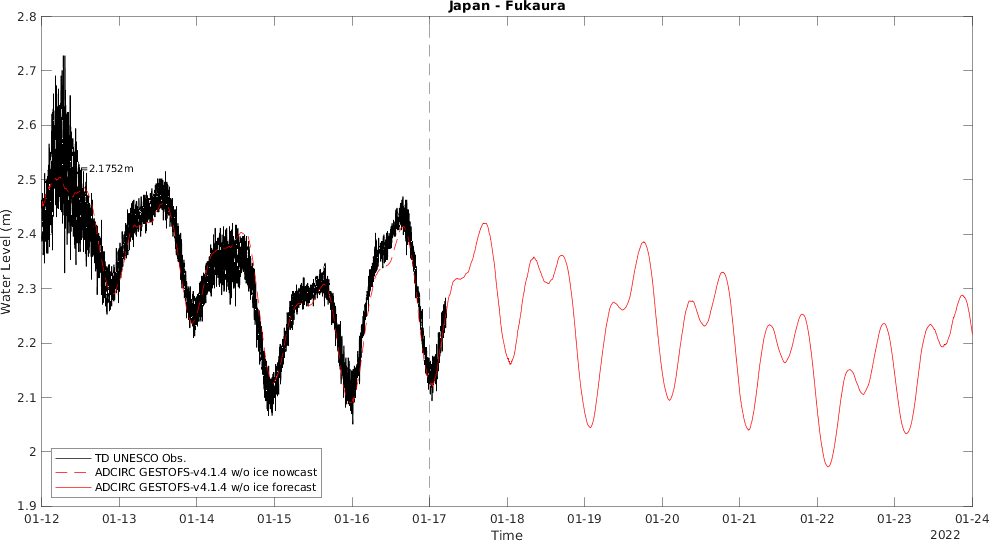 Japan - Fukaura
2.8
2.7
2.6
2.5
2.4
2.3
2.2
2.1
2
1.9
Water Level (m)
=2.1752m
TD UNESCO Obs.
ADCIRC GESTOFS-v4.1.4 w/o ice nowcast
ADCIRC GESTOFS-v4.1.4 w/o ice forecast
01-12 01-13 01-14 01-15 01-16 01-17 01-18 01-19 01-20 01-21 01-22 01-23 01-24
Time
2022